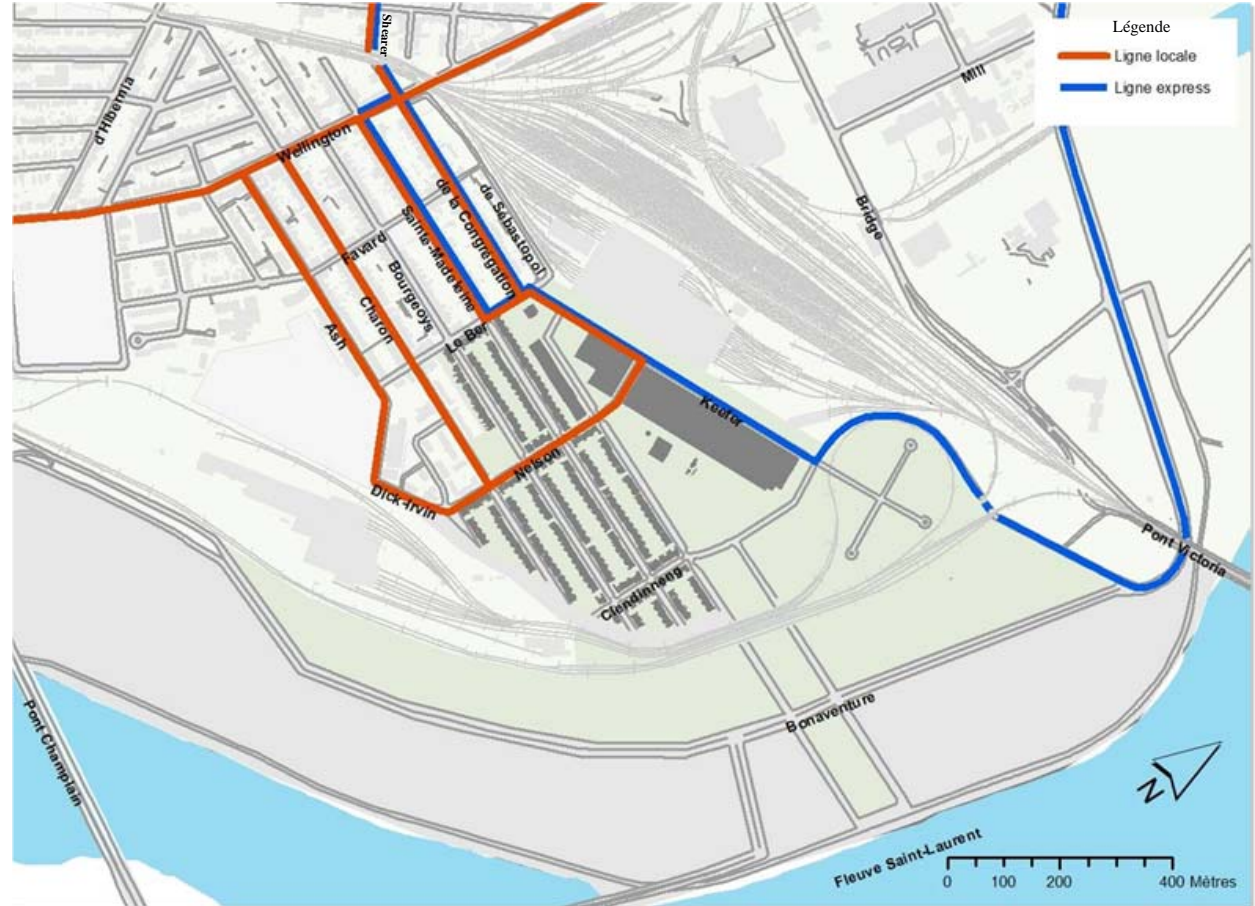 Légende
Ligne locale
Ligne express
Shearer
Mill
d'Hibernia
Wellington
Bridge
de Sébastopol
de la Congrégation
Sainte-Madeleine
Favard
Bourgeoys
Charon
Ash
Le Ber
Keefer
Nelson
Dick-Irvin
Pont Victoria
Clendinneeg
Bonaventure
Pont Champlain
N
Fleuve Saint-Laurent
0 100 200 400 Mètres